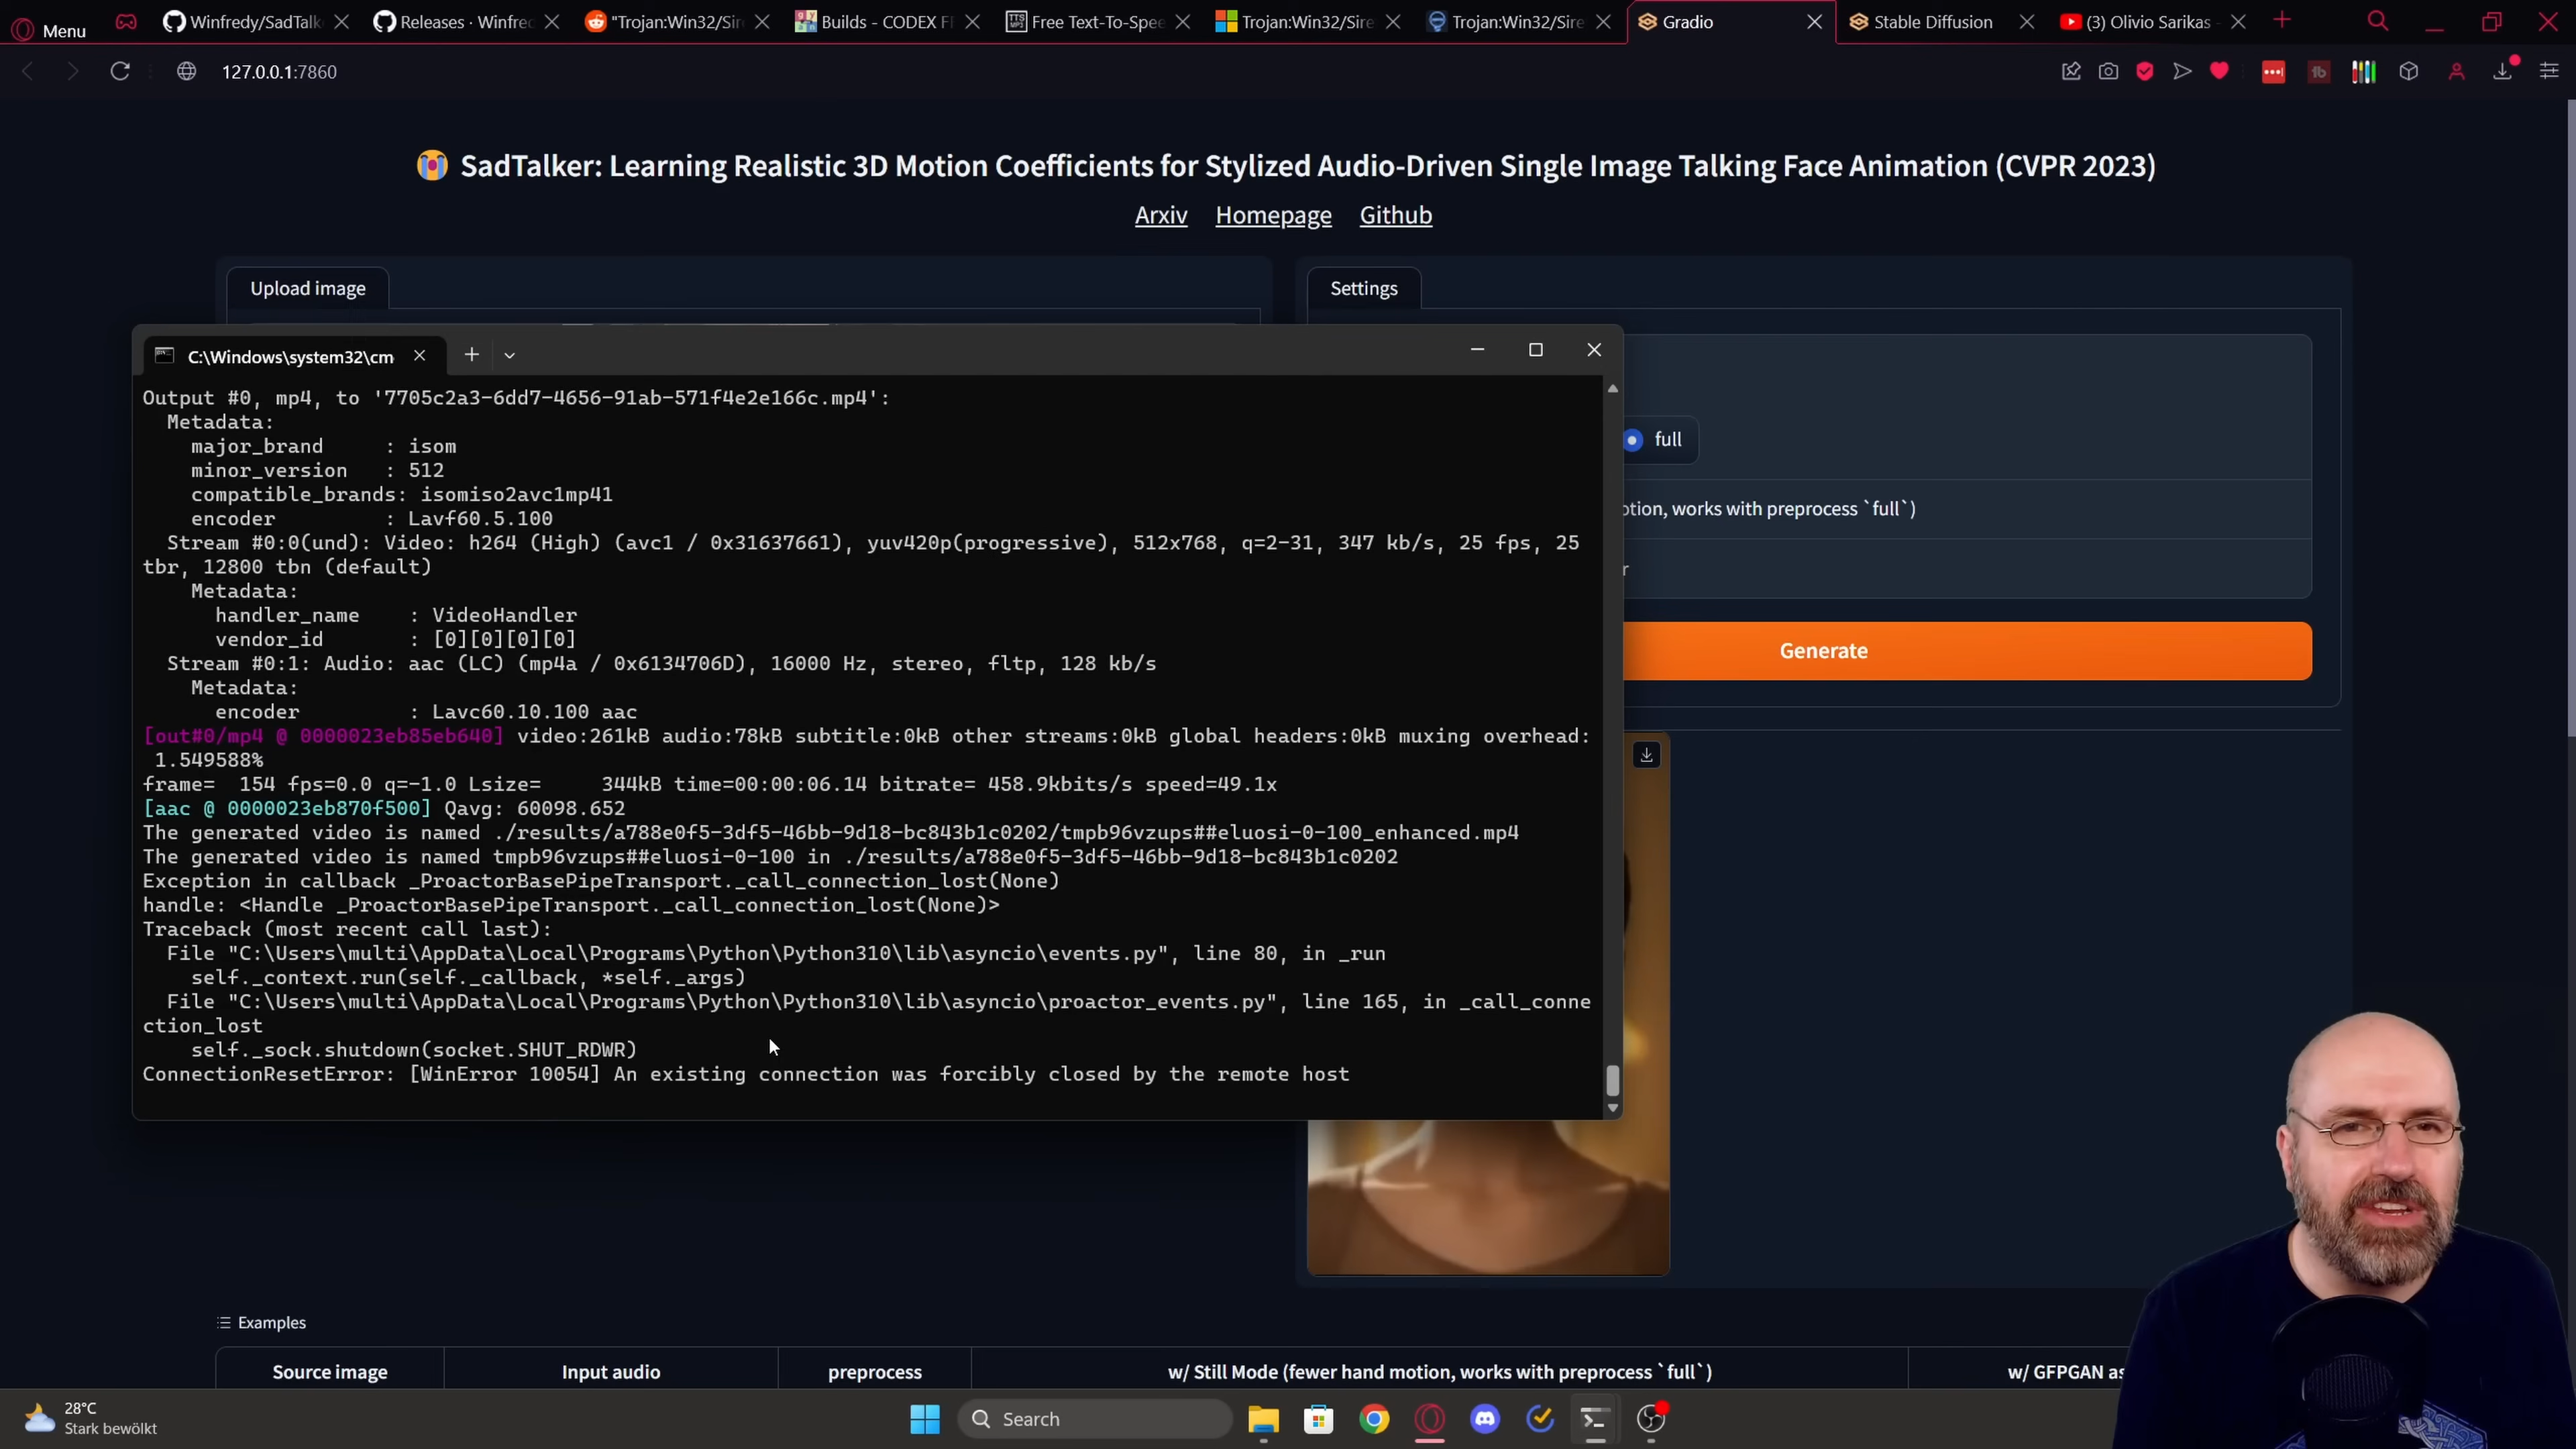 Menu
Winfredy/SadTalk
Releases · Winfred
"Trojan:Win32/Sire
Builds - CODEX F
Free Text-To-Spee
Trojan:Win32/Sire
Trojan:Win32/Sire
Gradio
Stable Diffusion
(3) Olivio Sarikas -
127.0.0.1:7860
SadTalker: Learning Realistic 3D Motion Coefficients for Stylized Audio-Driven Single Image Talking Face Animation (CVPR 2023)
Arxiv Homepage Github
Upload image
Settings
C:\Windows\system32\cm
Output #0, mp4, to '7705c2a3-6dd7-4656-91ab-571f4e2e166c.mp4':
Metadata:
major_brand : isom
minor_version : 512
compatible_brands: isomiso2avc1mp41
encoder : Lavf60.5.100
Stream #0:0(und): Video: h264 (High) (avc1 / 0x31637661), yuv420p(progressive), 512x768, q=2-31, 347 kb/s, 25 fps, 25
tbr, 12800 tbn (default)
Metadata:
handler_name : VideoHandler
vendor_id : [0][0][0][0]
Stream #0:1: Audio: aac (LC) (mp4a / 0x6134706D), 16000 Hz, stereo, fltp, 128 kb/s
Metadata:
encoder : Lavc60.10.100 aac
[out#0/mp4 @ 0000023eb85eb640] video:261kB audio:78kB subtitle:0kB other streams:0kB global headers:0kB muxing overhead:
1.549588%
frame= 154 fps=0.0 q=-1.0 Lsize= 344kB time=00:00:06.14 bitrate= 458.9kbits/s speed=49.1x
[aac @ 0000023eb870f500] Qavg: 60098.652
The generated video is named ./results/a788e0f5-3df5-46bb-9d18-bc843b1c0202/tmpb96vzups##eluosi-0-100_enhanced.mp4
The generated video is named tmpb96vzups##eluosi-0-100 in ./results/a788e0f5-3df5-46bb-9d18-bc843b1c0202
Exception in callback _ProactorBasePipeTransport._call_connection_lost(None)
handle: <Handle _ProactorBasePipeTransport._call_connection_lost(None)>
Traceback (most recent call last):
File "C:\Users\multi\AppData\Local\Programs\Python\Python310\lib\asyncio\events.py", line 80, in _run
self._context.run(self._callback, *self._args)
File "C:\Users\multi\AppData\Local\Programs\Python\Python310\lib\asyncio\proactor_events.py", line 165, in _call_conne
ction_lost
self._sock.shutdown(socket.SHUT_RDWR)
ConnectionResetError: [WinError 10054] An existing connection was forcibly closed by the remote host
full
otion, works with preprocess `full`)
r
Generate
Examples
Source image
Input audio
preprocess
w/ Still Mode (fewer hand motion, works with preprocess `full`)
w/ GFPGAN as
28°C
Stark bewölkt
Search